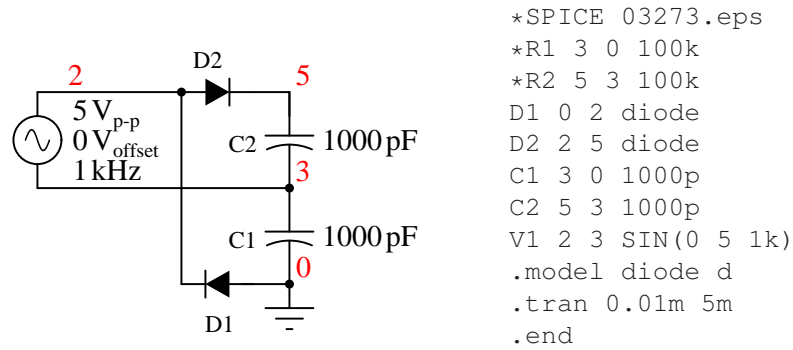 D2
2
5
5 Vp-p
0 Voffset
1 kHz
C2
1000 pF
3
C1
1000 pF
0
D1
*SPICE 03273.eps
*R1 3 0 100k
*R2 5 3 100k
D1 0 2 diode
D2 2 5 diode
C1 3 0 1000p
C2 5 3 1000p
V1 2 3 SIN(0 5 1k)
.model diode d
.tran 0.01m 5m
.end